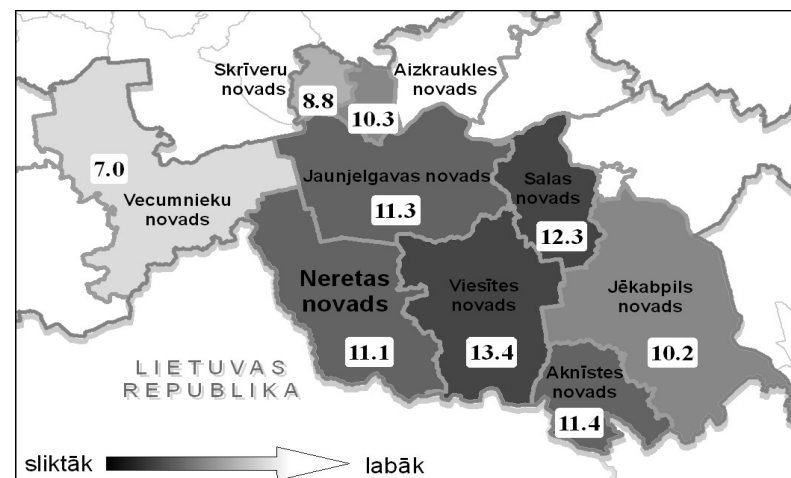 Skrīveru
novads
8.8
Aizkraukles
novads
10.3
7.0
Vecumnieku
novads
Jaunjelgavas novads
11.3
Salas
novads
12.3
Neretas
novads
11.1
Viesītes
novads
13.4
Jēkabpils
novads
10.2
Aknīstes
novads
11.4
LIETUVAS
REPUBLIKA
sliktāk
labāk